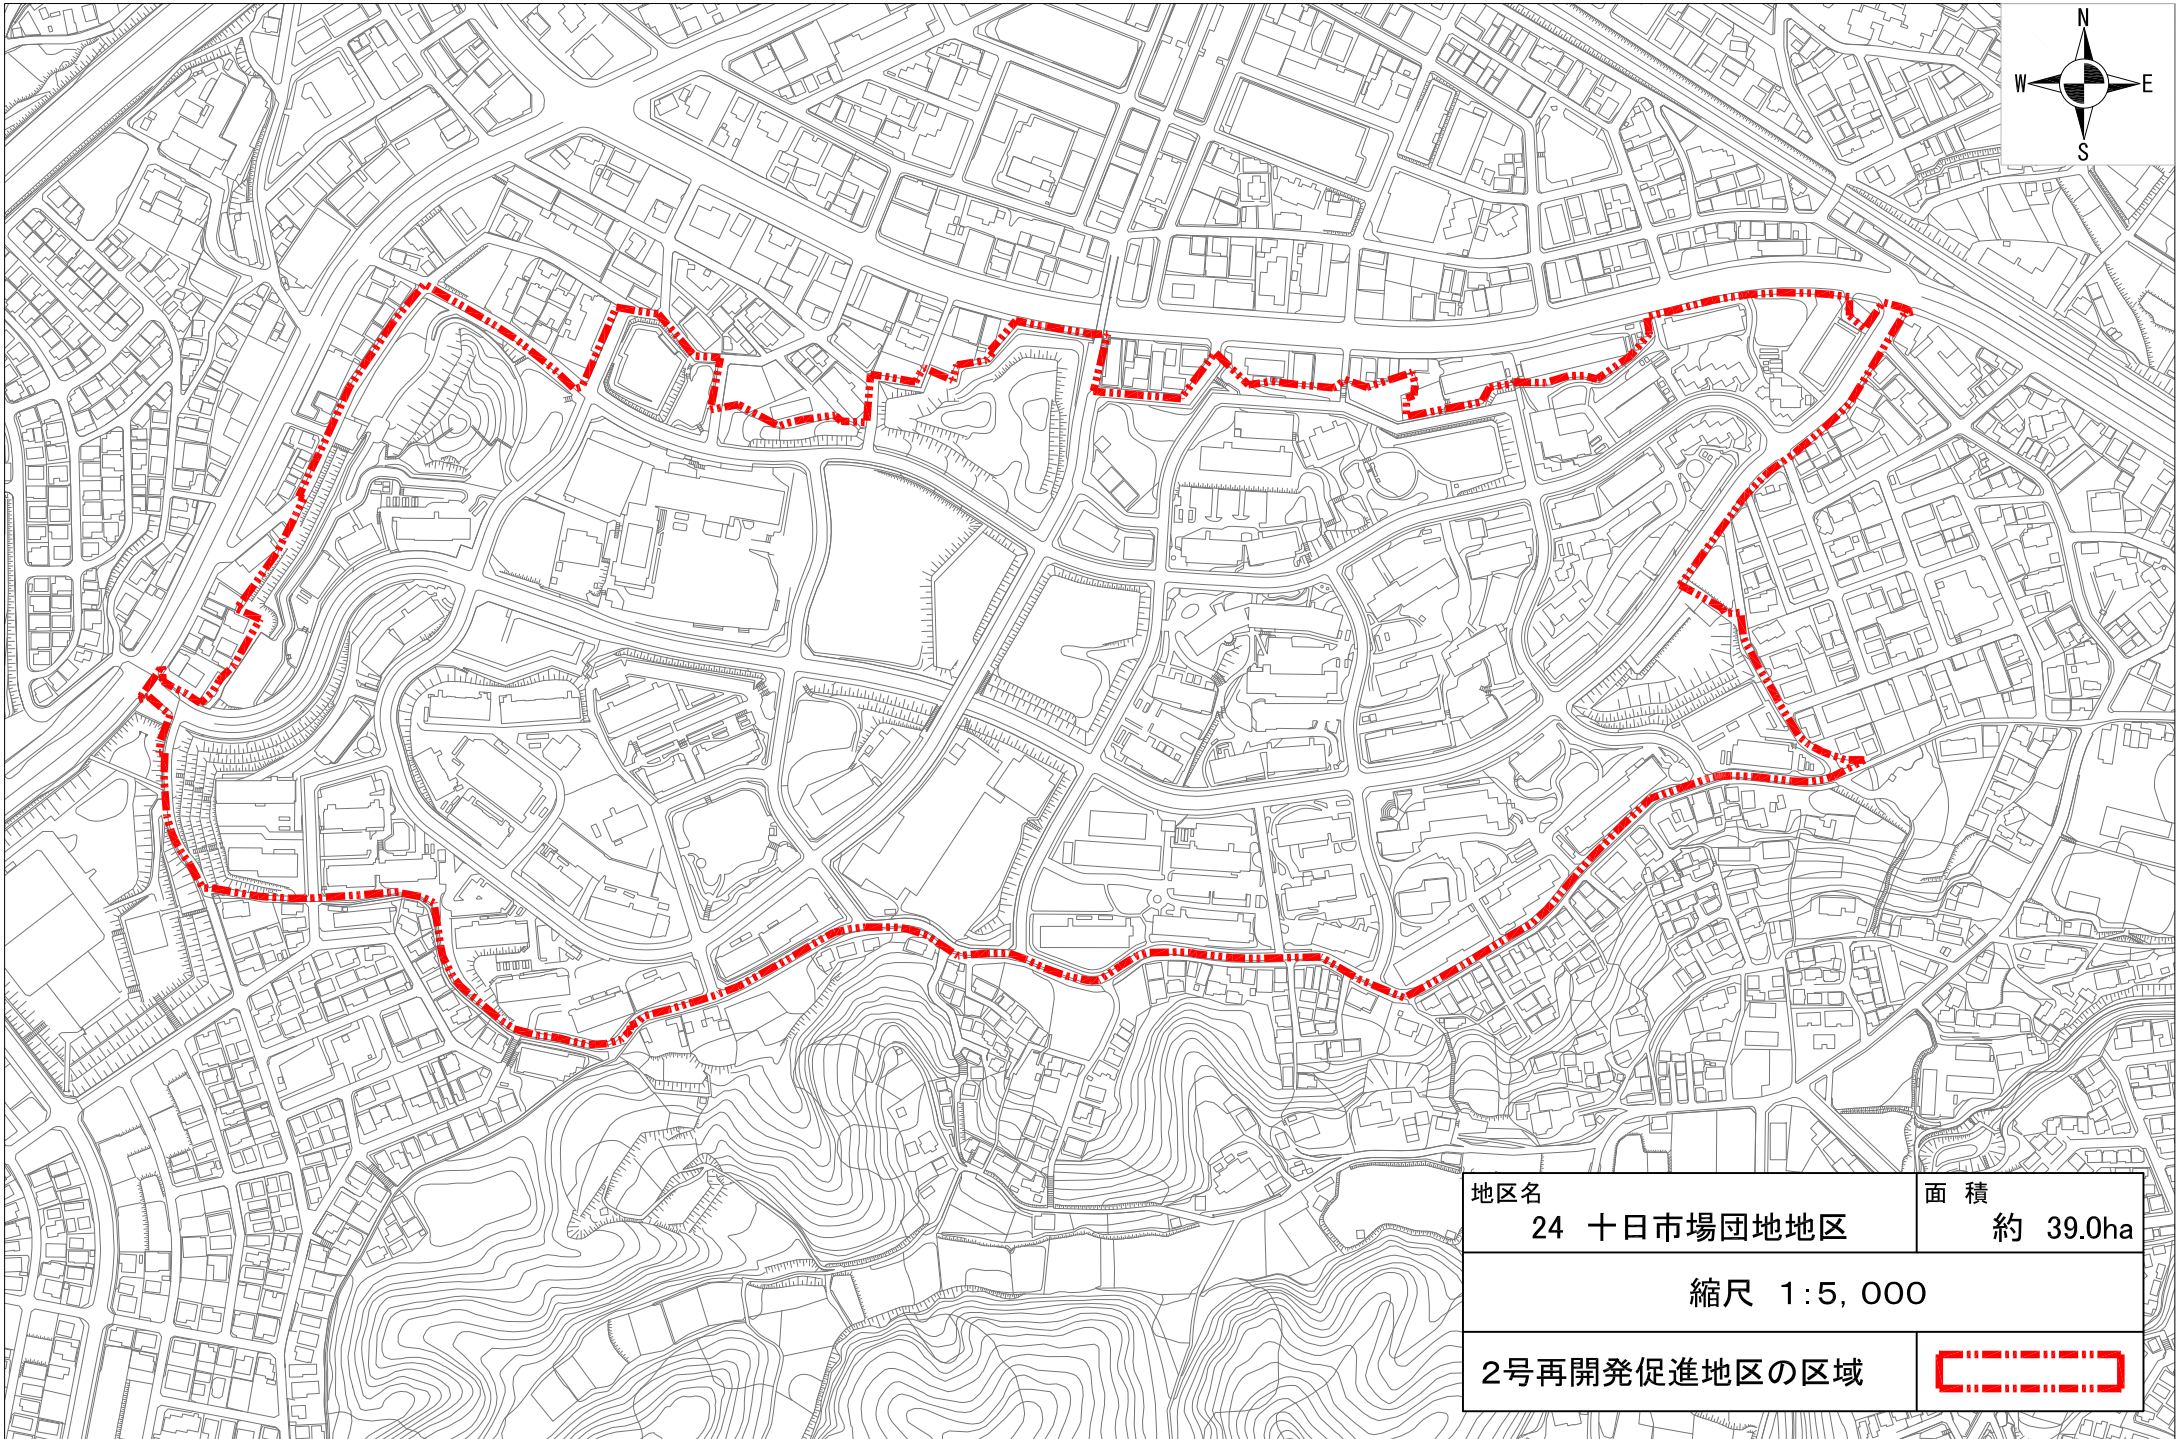 N
W E
S
地区名
24 十日市場団地地区
面 積
約 39.0ha
縮尺 1:5,000
2号再開発促進地区の区域